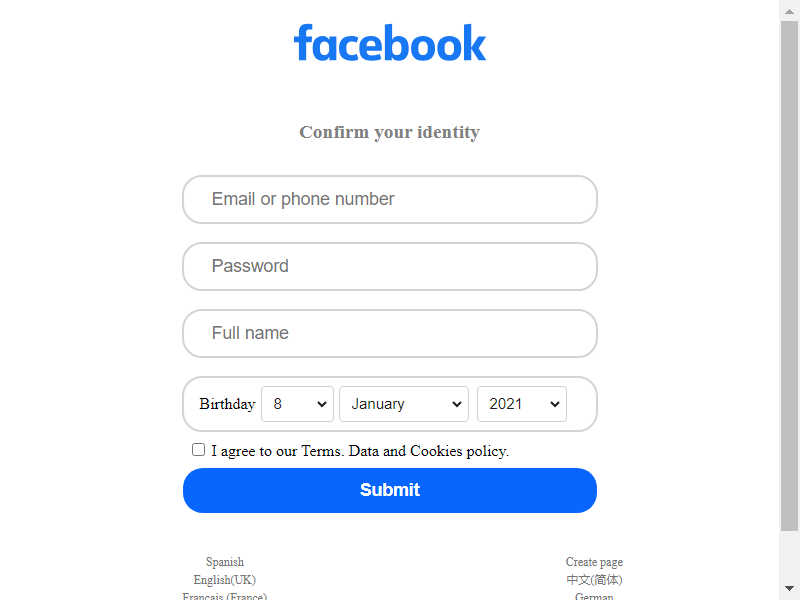 facebook
Confirm your identity
Email or phone number
Password
Full name
Birthday 8 January 2021
I agree to our Terms. Data and Cookies policy.
Submit
Spanish
Create page
English(UK)
中文(简体)
Français (France)
German